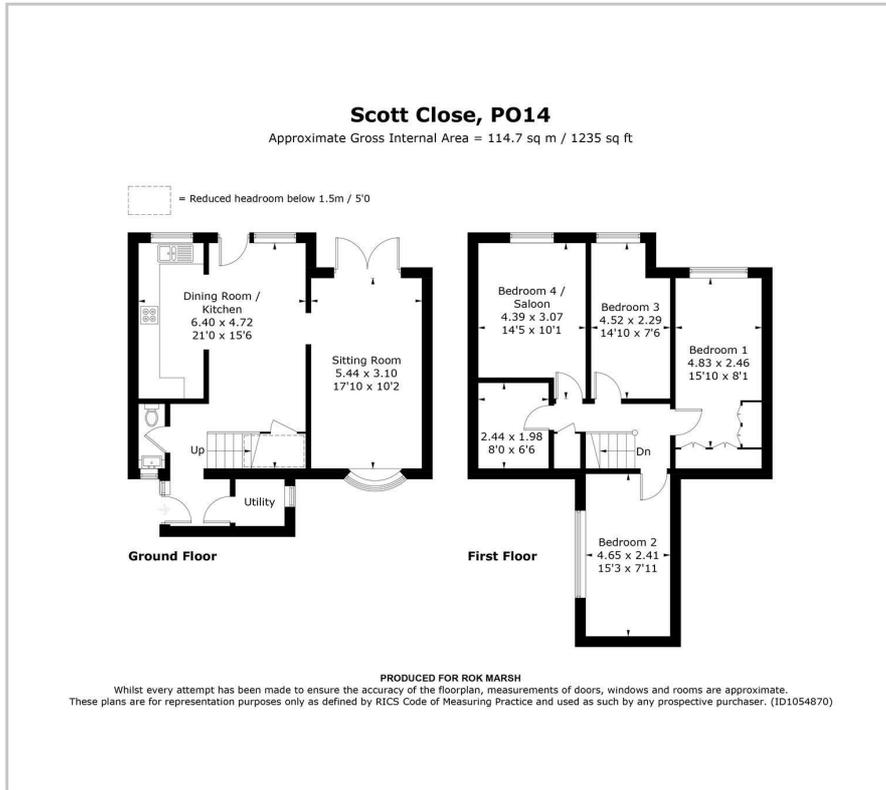 Scott Close, PO14
Approximate Gross Internal Area = 114.7 sq m / 1235 sq ft
= Reduced headroom below 1.5m / 5'0
Dining Room /
Kitchen
6.40 x 4.72
21'0 x 15'6
Sitting Room
5.44 x 3.10
17'10 x 10'2
Up
Utility
Ground Floor
Bedroom 4 /
Saloon
4.39 x 3.07
14'5 x 10'1
Bedroom 3
4.52 x 2.29
14'10 x 7'6
Bedroom 1
4.83 x 2.46
15'10 x 8'1
2.44 x 1.98
8'0 x 6'6
Dn
Bedroom 2
4.65 x 2.41
15'3 x 7'11
First Floor
PRODUCED FOR ROK MARSH
Whilst every attempt has been made to ensure the accuracy of the floorplan, measurements of doors, windows and rooms are approximate.
These plans are for representation purposes only as defined by RICS Code of Measuring Practice and used as such by any prospective purchaser. (ID1054870)